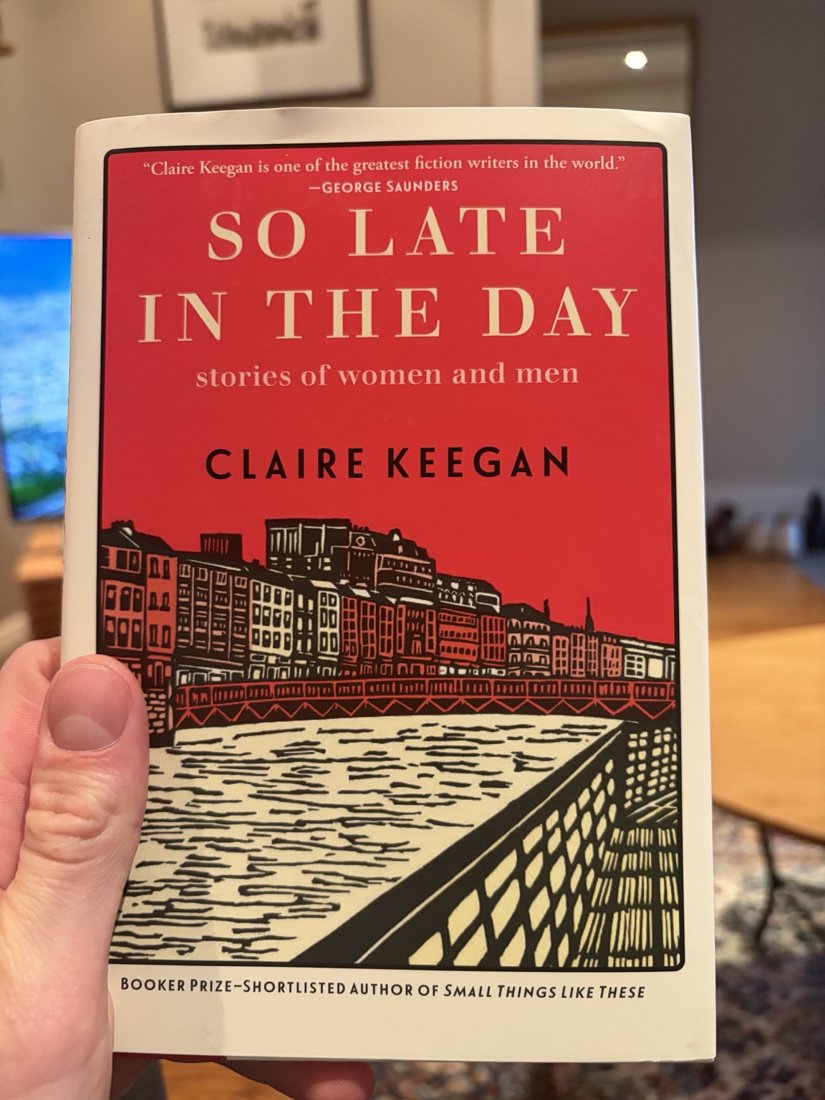 “Claire Keegan is one of the greatest fiction writers in the world.”
—GEORGE SAUNDERS
SO LATE
IN THE DAY
stories of women and men
CLAIRE KEEGAN
BOOKER PRIZE–SHORTLISTED AUTHOR OF SMALL THINGS LIKE THESE